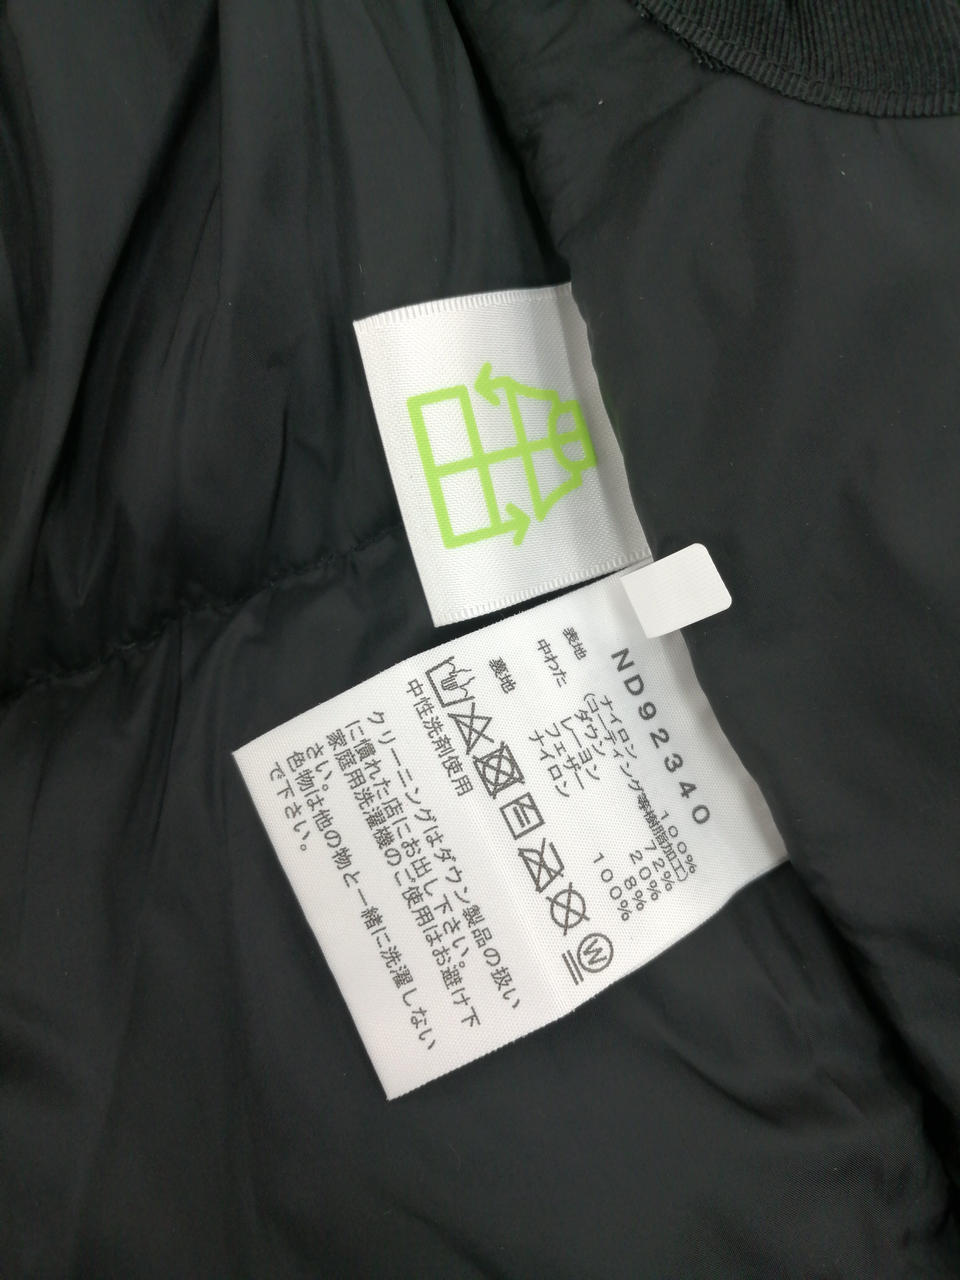 ND92340
表地 ナイロン 100%
(コーティング等樹脂加工)
中わた ダウン 72%
レーヨン 20%
フェザー 8%
裏地 ナイロン 100%
W
中性洗剤使用
クリーニングはダウン製品の扱い
に慣れた店にお出し下さい。
家庭用洗濯機のご使用はお避け下
さい。
色物は他の物と一緒に洗濯しない
で下さい。